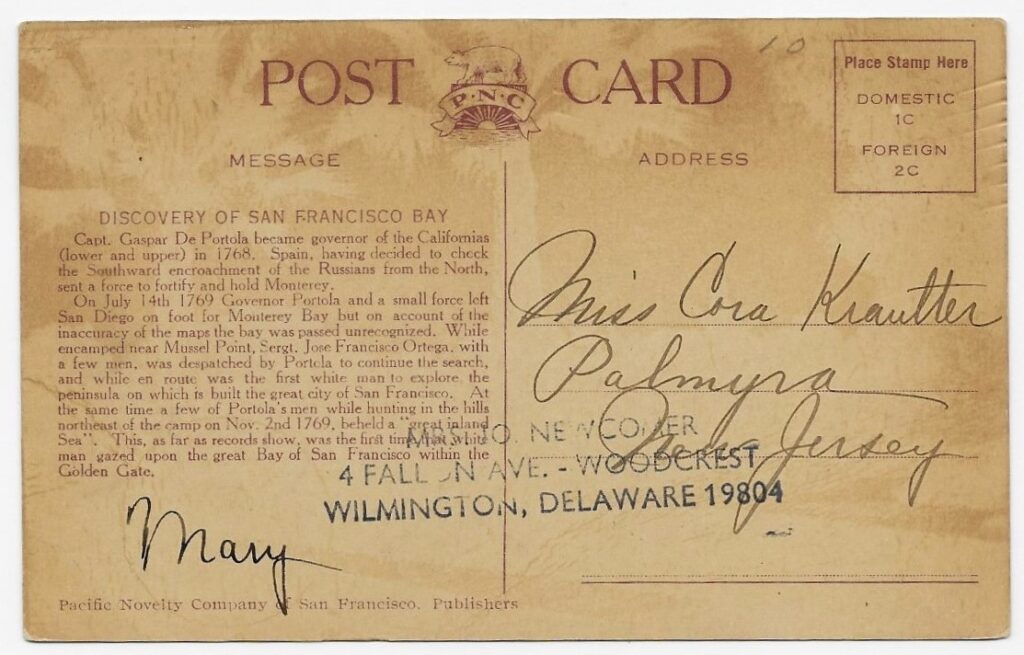 10
POST CARD
P·N·C
Place Stamp Here
DOMESTIC
1C
FOREIGN
2C
MESSAGE
ADDRESS
DISCOVERY OF SAN FRANCISCO BAY
Capt. Gaspar De Portola became governor of the Californias
(lower and upper) in 1768. Spain, having decided to check
the Southward encroachment of the Russians from the North,
sent a force to fortify and hold Monterey.
On July 14th 1769 Governor Portola and a small force left
San Diego on foot for Monterey Bay but on account of the
inaccuracy of the maps the bay was passed unrecognized. While
encamped near Mussel Point, Sergt. Jose Francisco Ortega, with
a few men, was despatched by Portola to continue the search,
and while en route was the first white man to explore the
peninsula on which is built the great city of San Francisco. At
the same time a few of Portola's men while hunting in the hills
northeast of the camp on Nov. 2nd 1769, beheld a "great inland
Sea". This, as far as records show, was the first time that white
man gazed upon the great Bay of San Francisco within the
Golden Gate.
Mary
Pacific Novelty Company of San Francisco. Publishers
Miss Cora Krautter
Palmyra
New Jersey
MRS. O. NEWCOMER
4 FALLON AVE. - WOODCREST
WILMINGTON, DELAWARE 19804